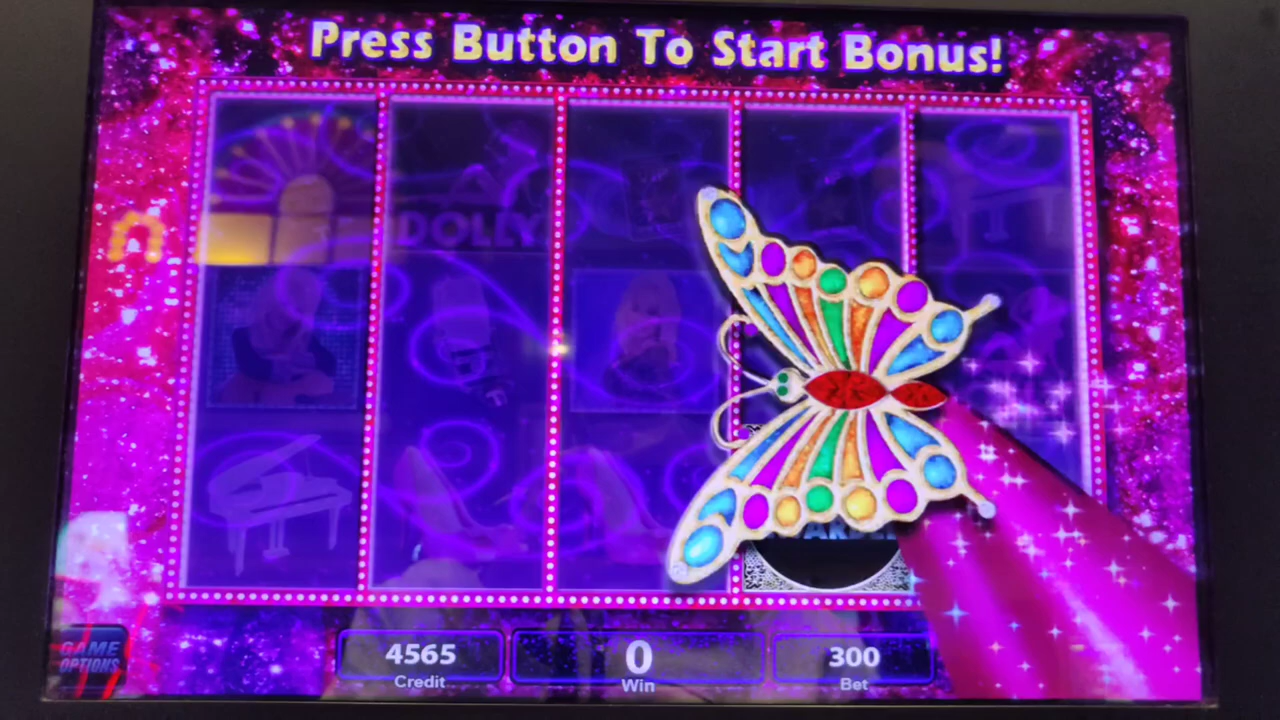 Press Button To Start Bonus!
DOLLY
GAME
OPTIONS
4565
Credit
0
Win
300
Bet